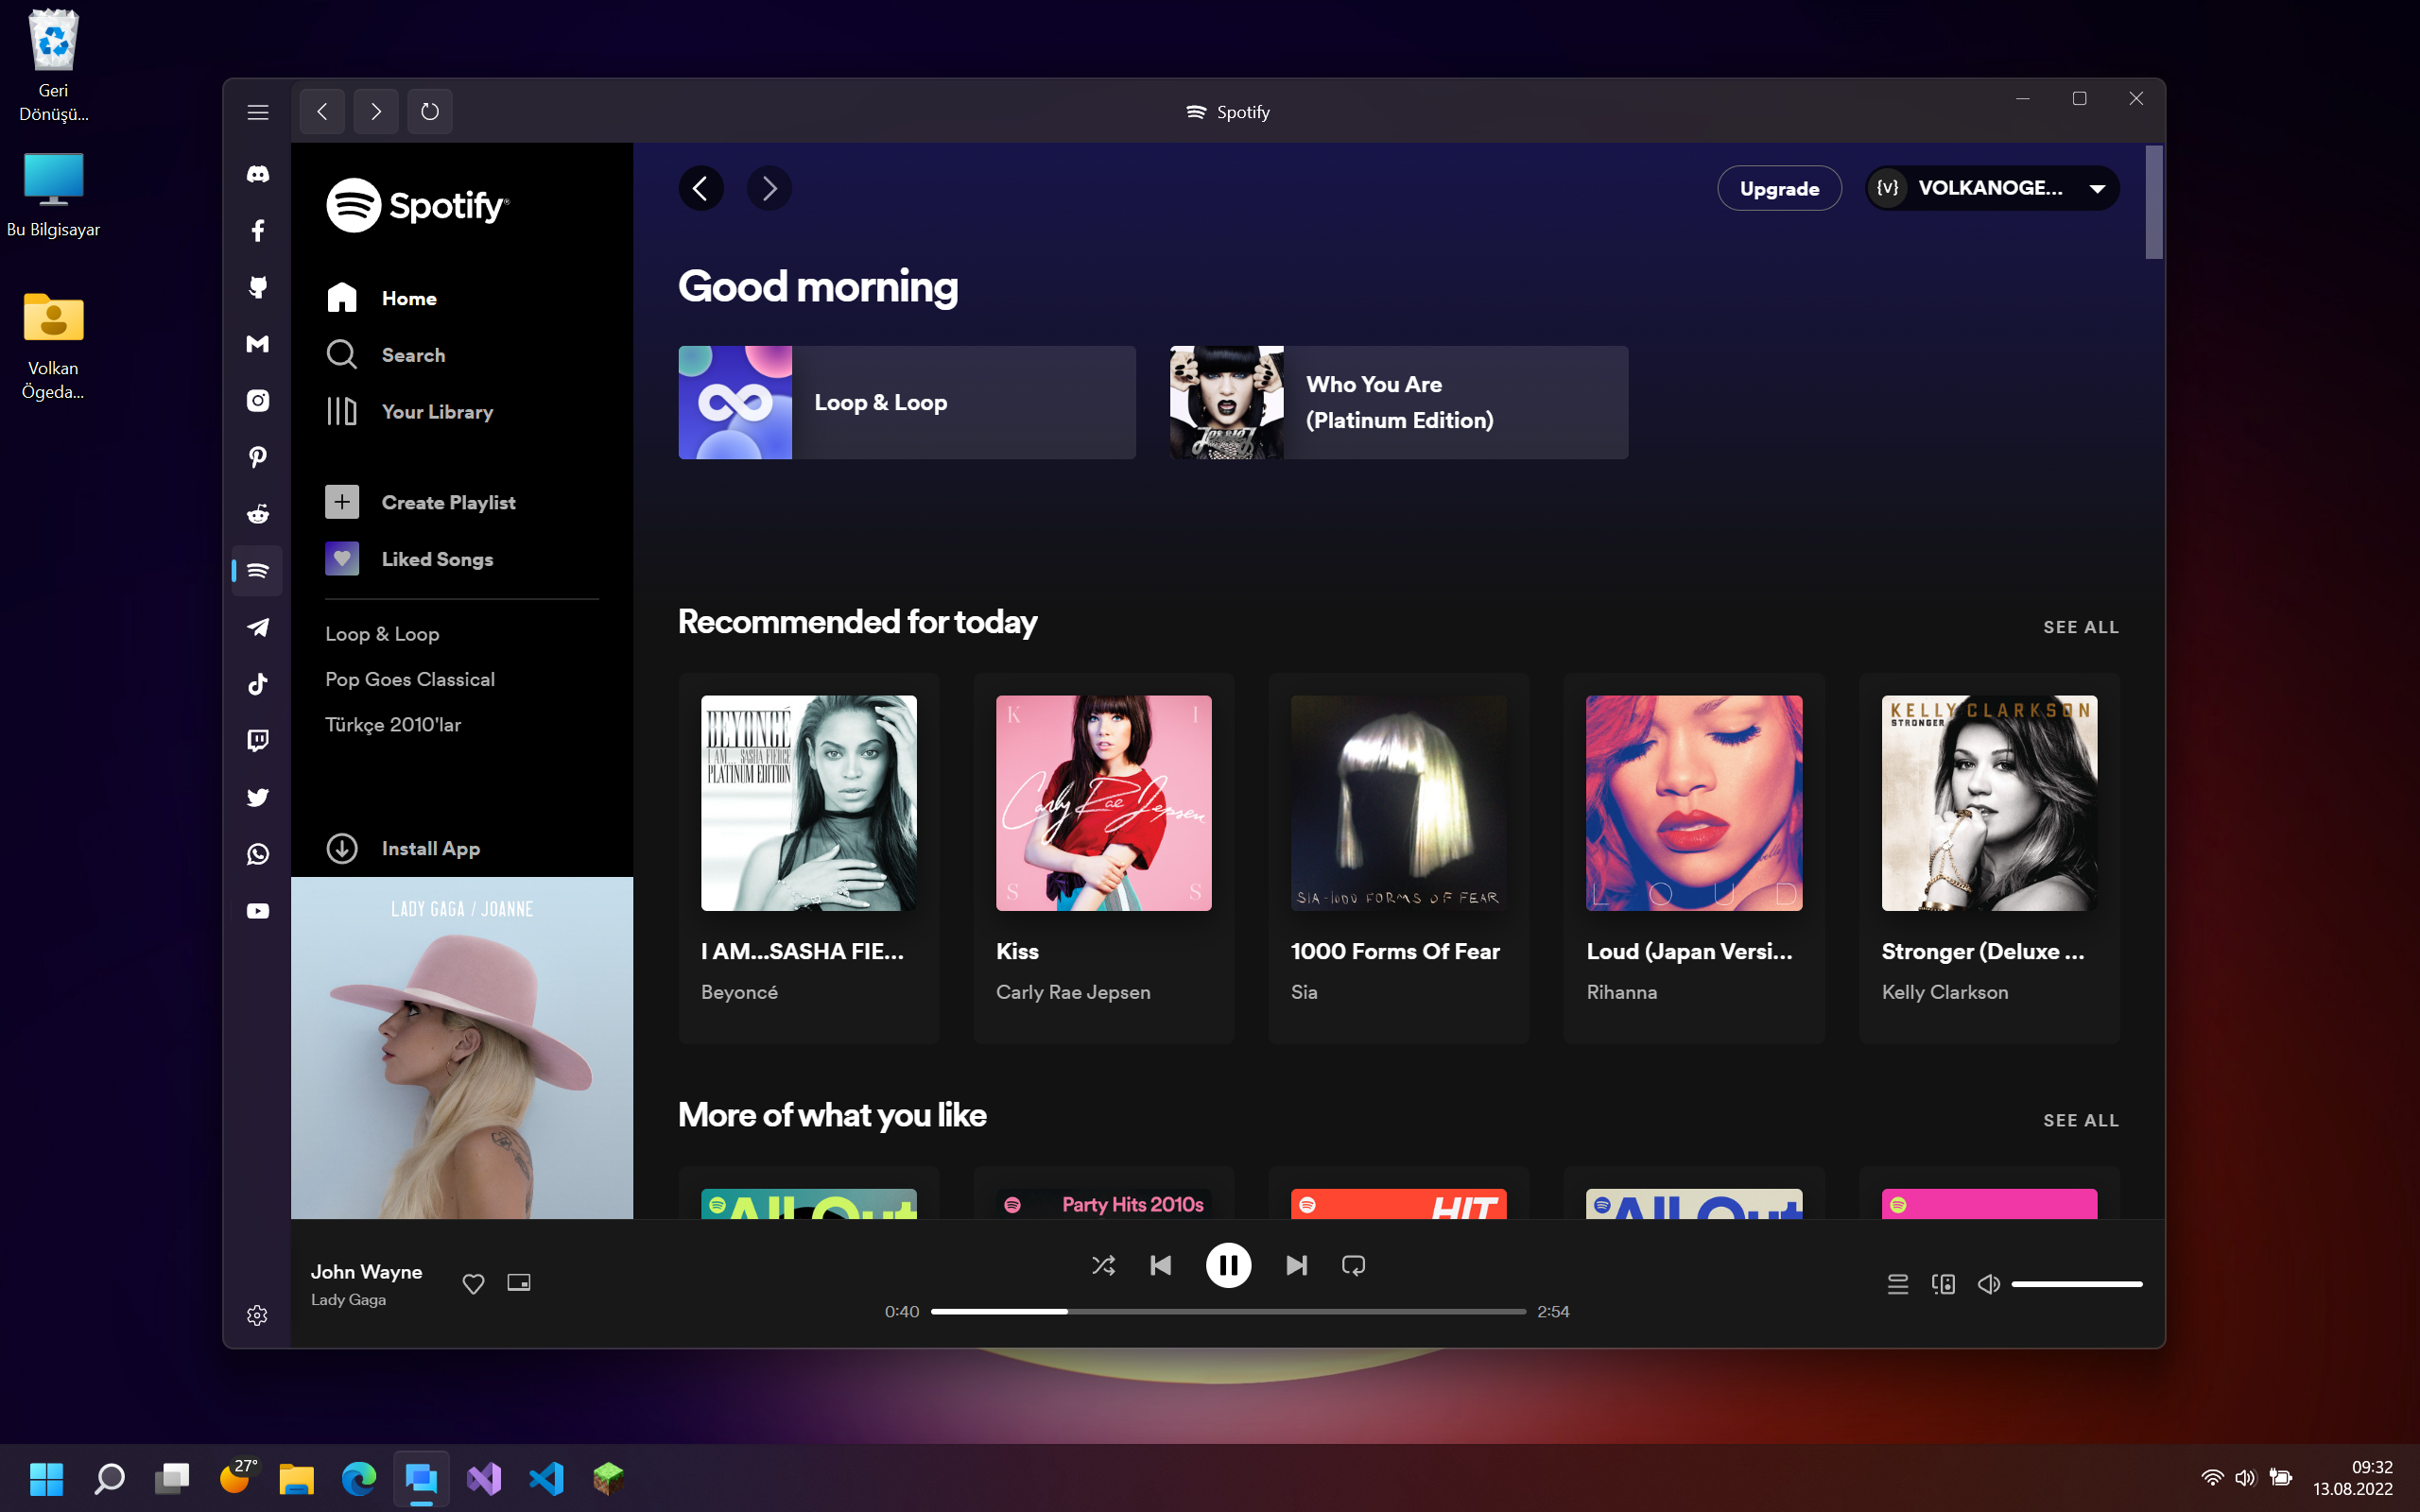 Geri
Dönüşü...
Bu Bilgisayar
Volkan
Ögeda...
Spotify
Spotify
Home
Search
Your Library
Create Playlist
Liked Songs
Loop & Loop
Pop Goes Classical
Türkçe 2010'lar
Install App
LADY GAGA / JOANNE
Upgrade
{V}
VOLKANOGE...
Good morning
Loop & Loop
Who You Are
(Platinum Edition)
JESSIE J
Recommended for today
SEE ALL
BEYONCÉ
I AM... SASHA FIERCE
PLATINUM EDITION
I AM...SASHA FIE...
Beyoncé
K I
Carly Rae Jepsen
S S
Kiss
Carly Rae Jepsen
SIA - 1000 FORMS OF FEAR
1000 Forms Of Fear
Sia
L O U D
Loud (Japan Versi...
Rihanna
KELLY CLARKSON
STRONGER
Stronger (Deluxe ...
Kelly Clarkson
More of what you like
SEE ALL
All Out
Party Hits 2010s
HIT
All Out
John Wayne
Lady Gaga
0:40
2:54
27°
09:32
13.08.2022